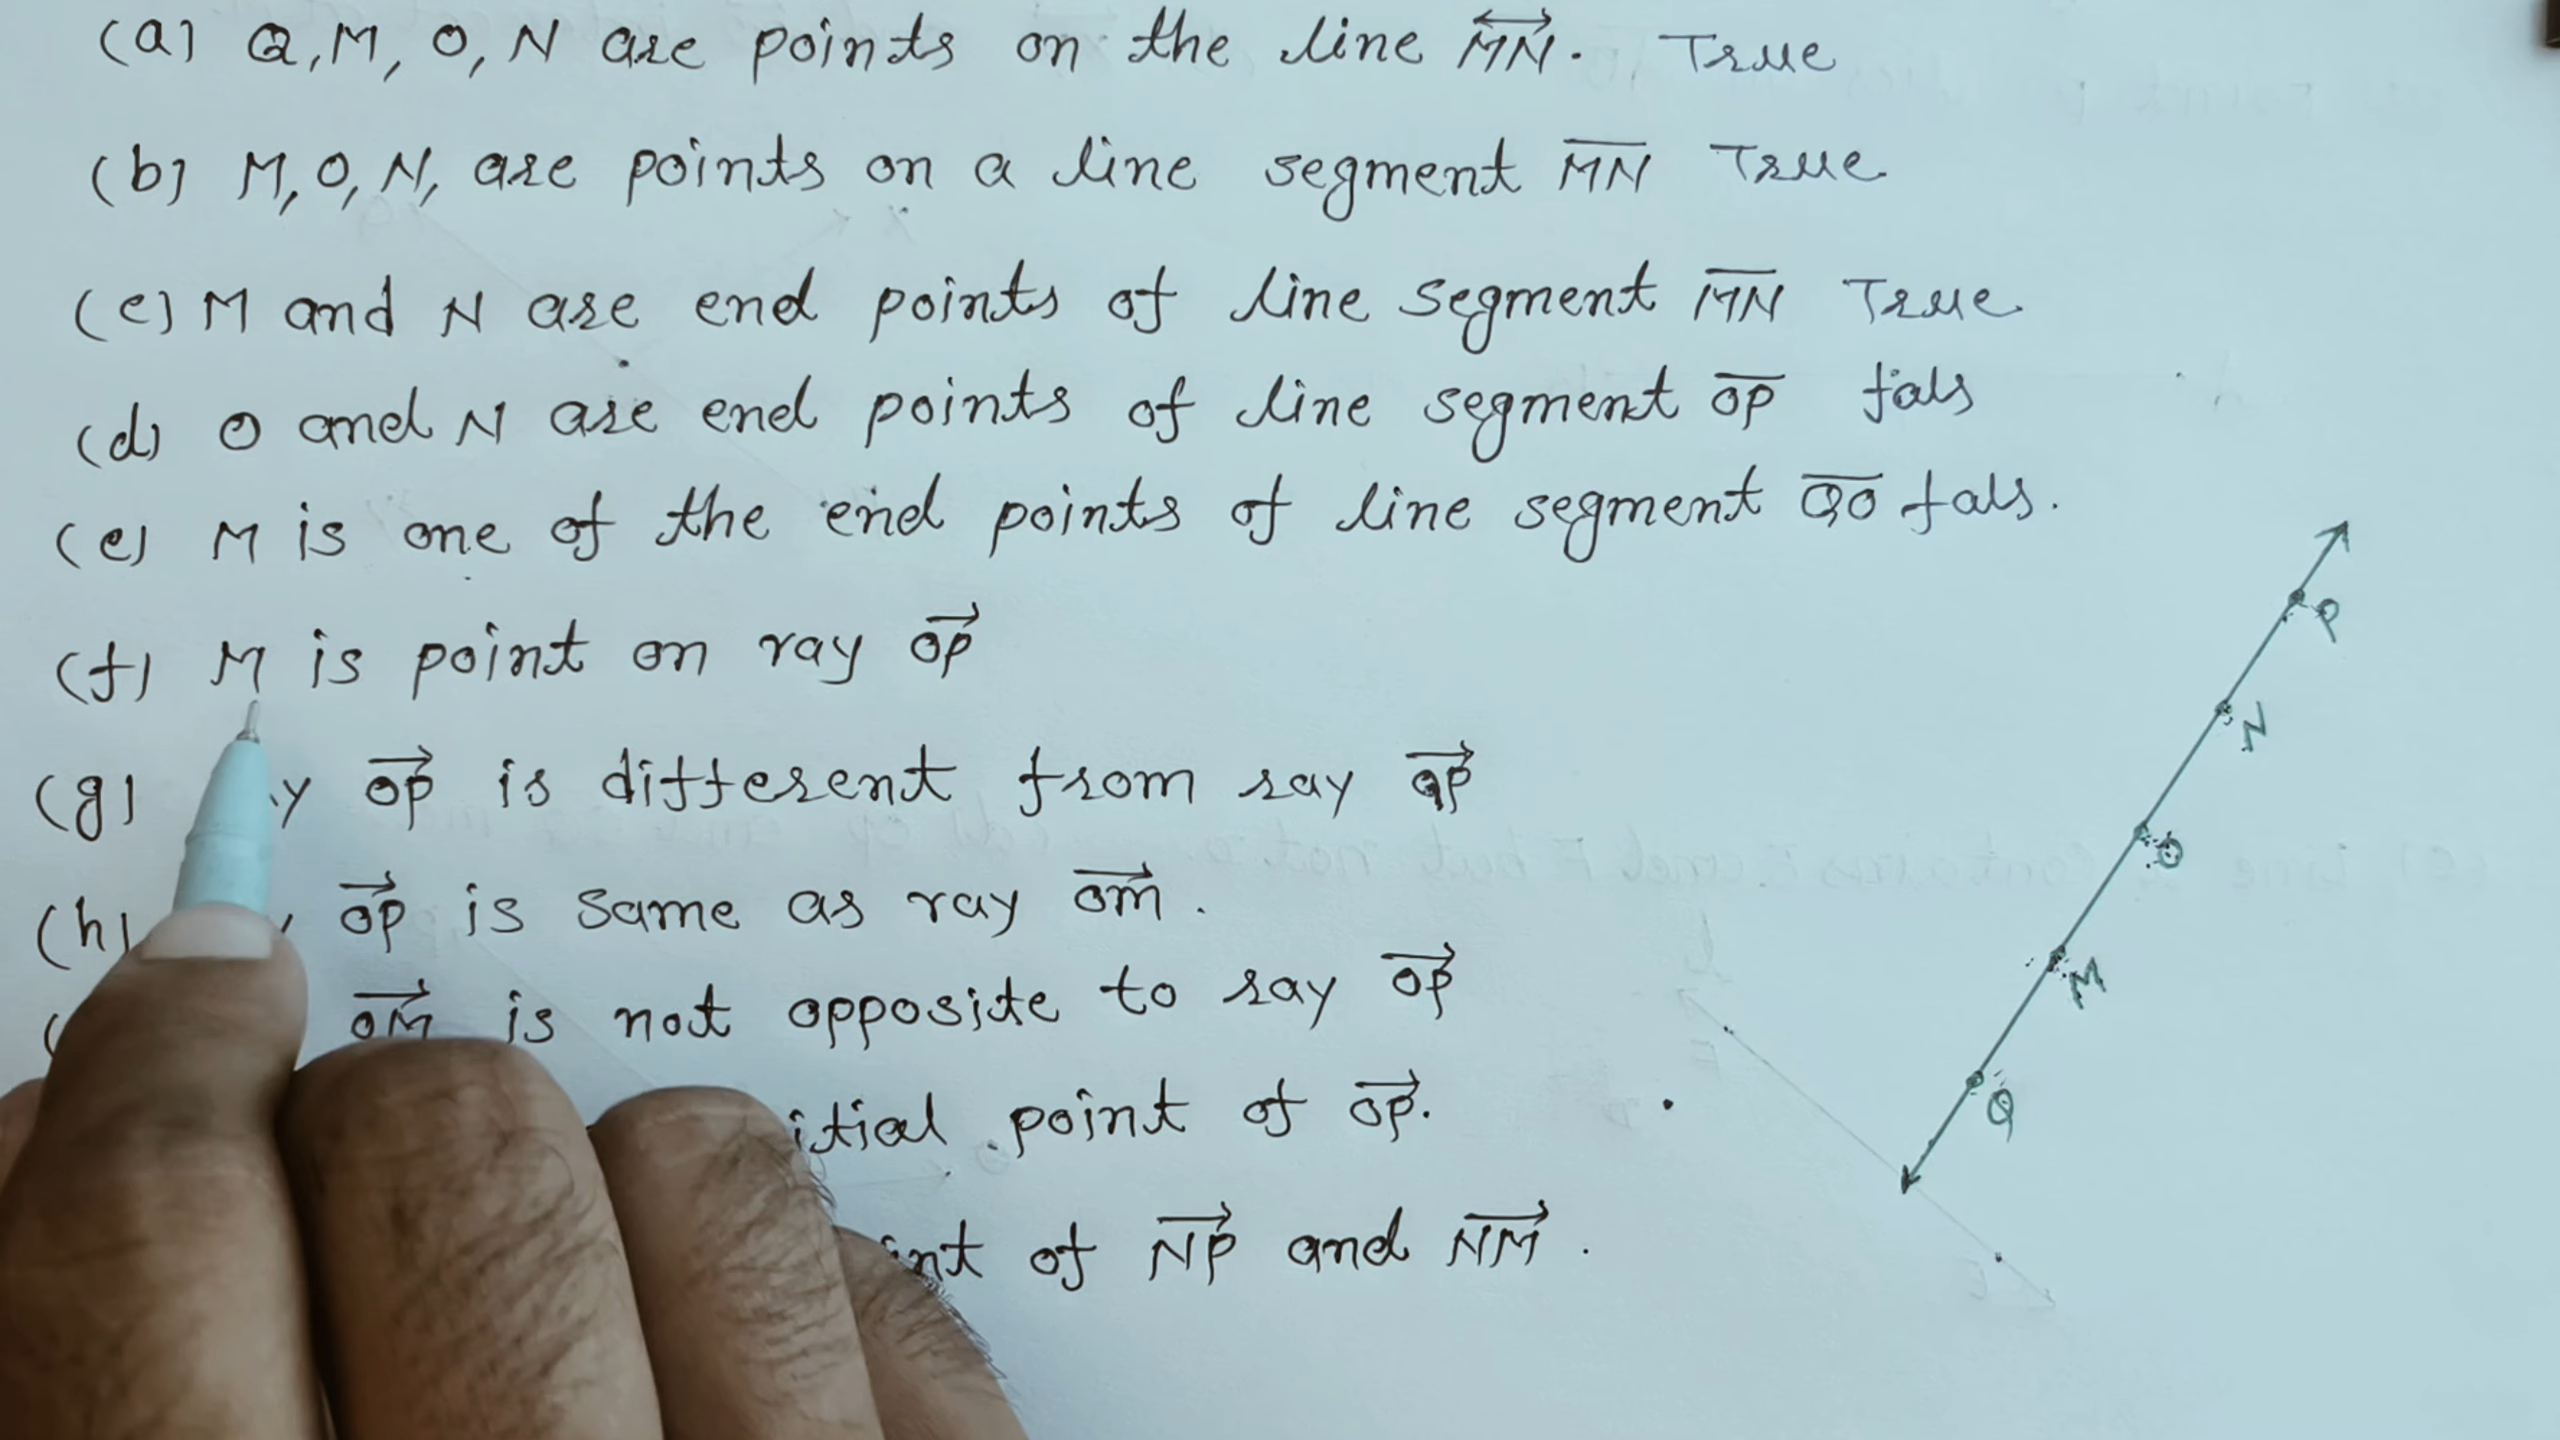 (a) Q,M, O, N are points on the line MN. True
(b) M, O, N, are points on a line segment MN True
(c) M and N are end points of line segment MN True
(d) O and N are end points of line segment OP fals
(e) M is one of the end points of line segment QO fals.
(f) M is point on ray OP
(g) OP is different from ray QP
(h) OP is same as ray OM.
OM is not opposite to ray OP
point of OP.
of NP and NM.
P
N
O
M
Q